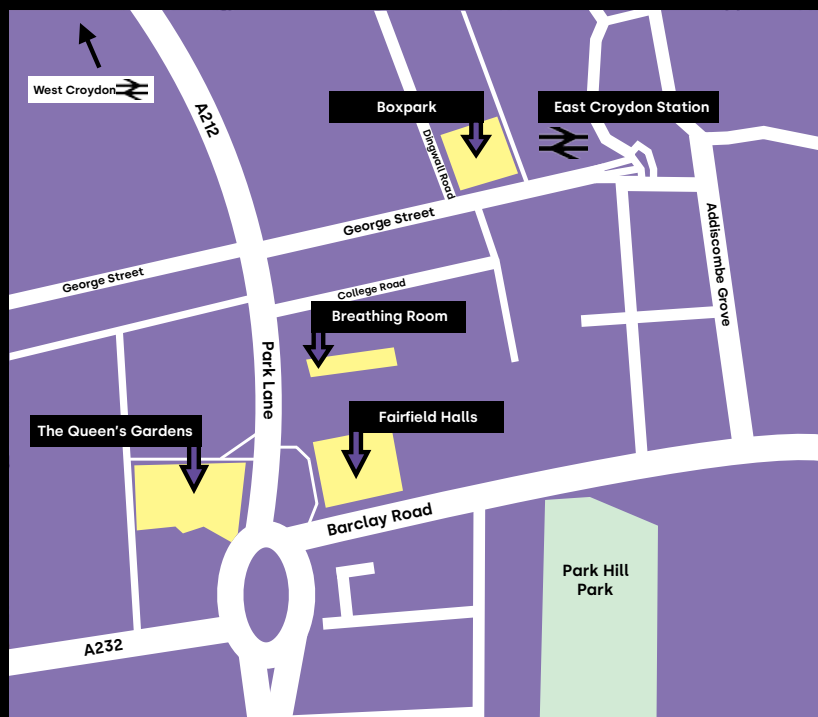 West Croydon
A212
Boxpark
East Croydon Station
Dingwall Road
George Street
George Street
Addiscombe Grove
College Road
Breathing Room
Park Lane
Fairfield Halls
The Queen's Gardens
Barclay Road
Park Hill
Park
A232